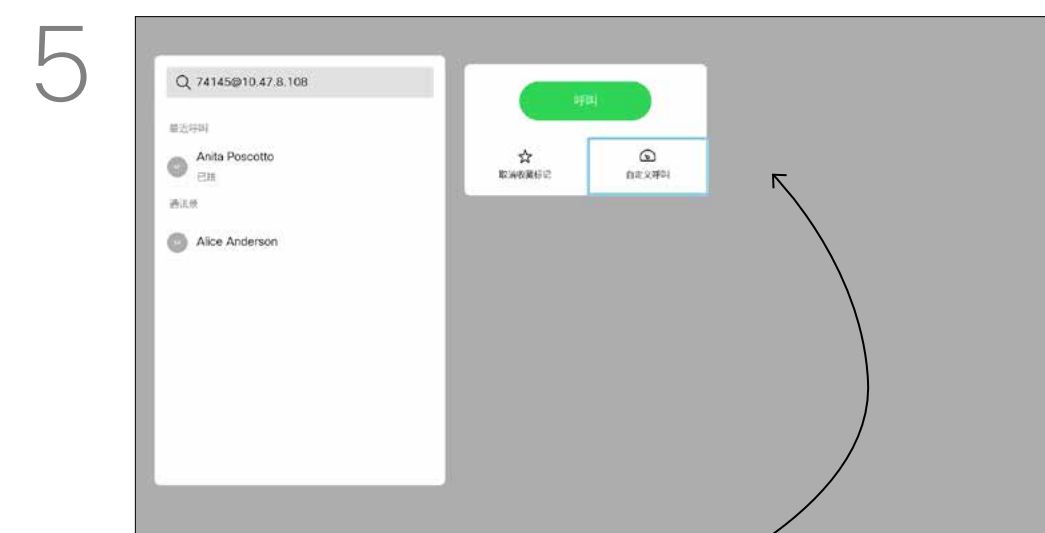 5
74145@10.47.8.108
呼叫
最近呼叫
Anita Poscotto
已拨
取消收藏标记
自定义呼叫
通讯录
Alice Anderson